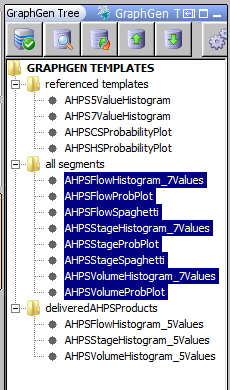 GraphGen Tree
GraphGen T
GRAPHGEN TEMPLATES
referenced templates
AHPS5ValueHistogram
AHPS7ValueHistogram
AHPSCSProbabilityPlot
AHPSHSProbabilityPlot
all segments
AHPSFlowHistogram_7Values
AHPSFlowProbPlot
AHPSFlowSpaghetti
AHPSStageHistogram_7Values
AHPSStageProbPlot
AHPSStageSpaghetti
AHPSVolumeHistogram_7Values
AHPSVolumeProbPlot
deliveredAHPSProducts
AHPSFlowHistogram_5Values
AHPSStageHistogram_5Values
AHPSVolumeHistogram_5Values